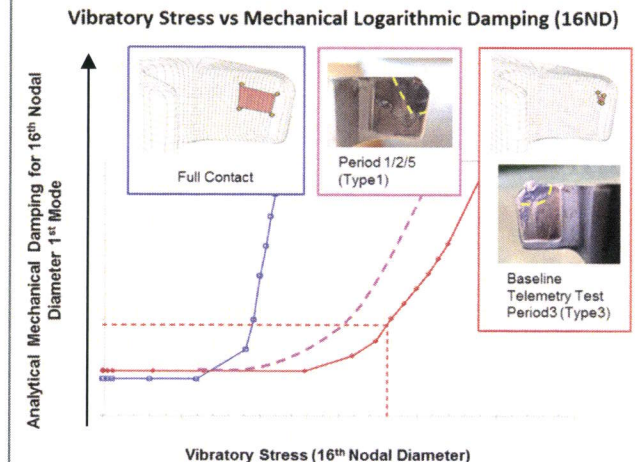 Vibratory Stress vs Mechanical Logarithmic Damping (16ND)
Analytical Mechanical Damping for 16th Nodal
Diameter 1st Mode
Full Contact
Period 1/2/5
(Type1)
Baseline
Telemetry Test
Period3 (Type3)
Vibratory Stress (16th Nodal Diameter)